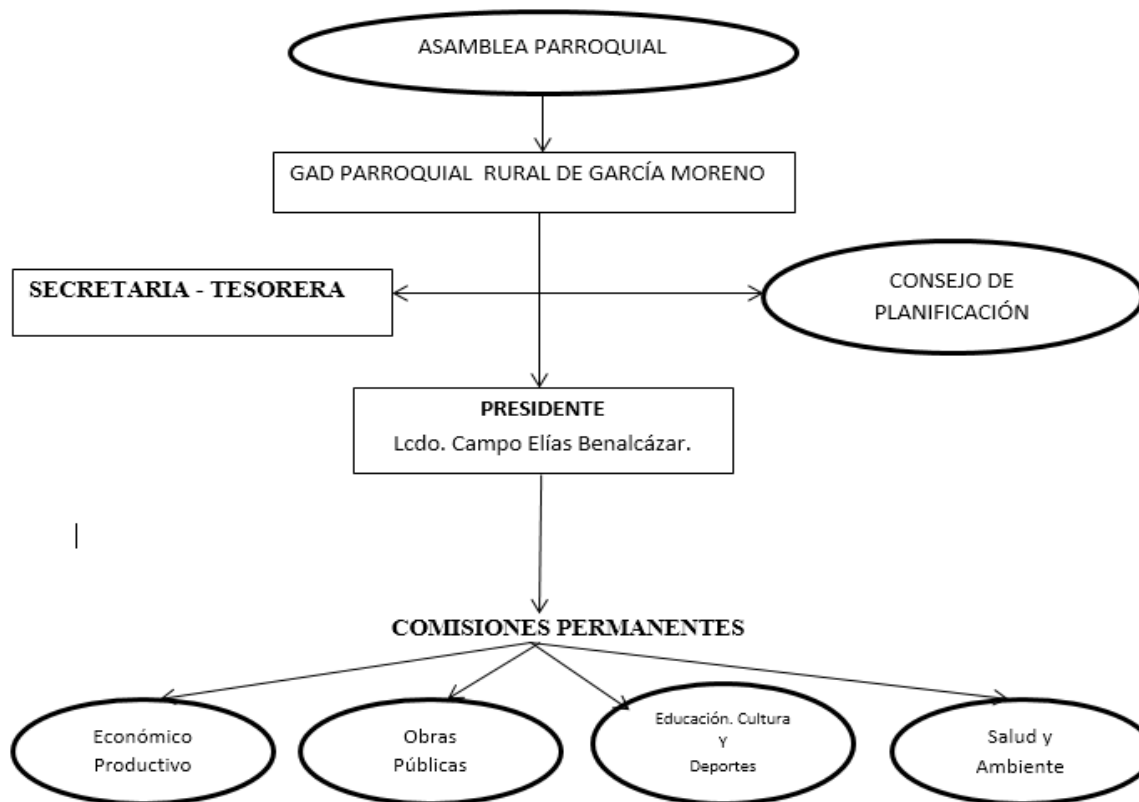 ASAMBLEA PARROQUIAL
GAD PARROQUIAL RURAL DE GARCÍA MORENO
SECRETARIA - TESORERA
CONSEJO DE
PLANIFICACIÓN
PRESIDENTE
Lcdo. Campo Elías Benalcázar.
COMISIONES PERMANENTES
Económico
Productivo
Obras
Públicas
Educación. Cultura
Y
Deportes
Salud y
Ambiente